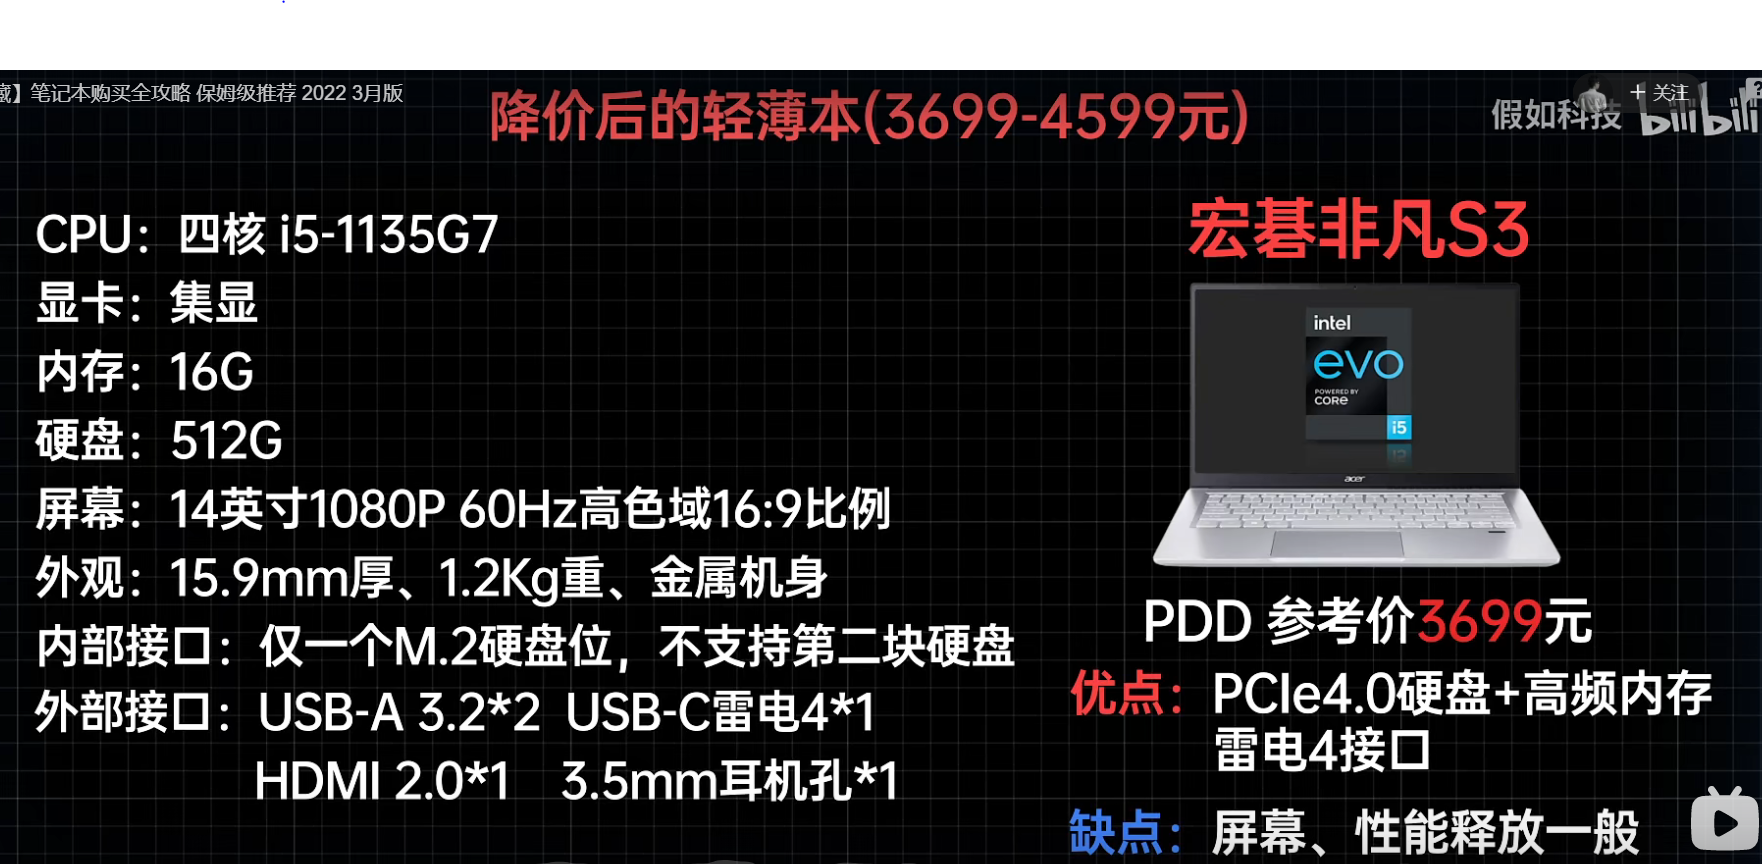 藏】笔记本购买全攻略 保姆级推荐 2022 3月版
降价后的轻薄本(3699-4599元)
假如科技
+ 关注
bilibili
CPU：四核 i5-1135G7
显卡：集显
内存：16G
硬盘：512G
屏幕：14英寸1080P 60Hz高色域16:9比例
外观：15.9mm厚、1.2Kg重、金属机身
内部接口：仅一个M.2硬盘位，不支持第二块硬盘
外部接口：USB-A 3.2*2 USB-C雷电4*1
HDMI 2.0*1 3.5mm耳机孔*1
宏碁非凡S3
intel
evo
POWERED BY
CORE
i5
acer
PDD 参考价3699元
优点：PCIe4.0硬盘+高频内存
雷电4接口
缺点：屏幕、性能释放一般